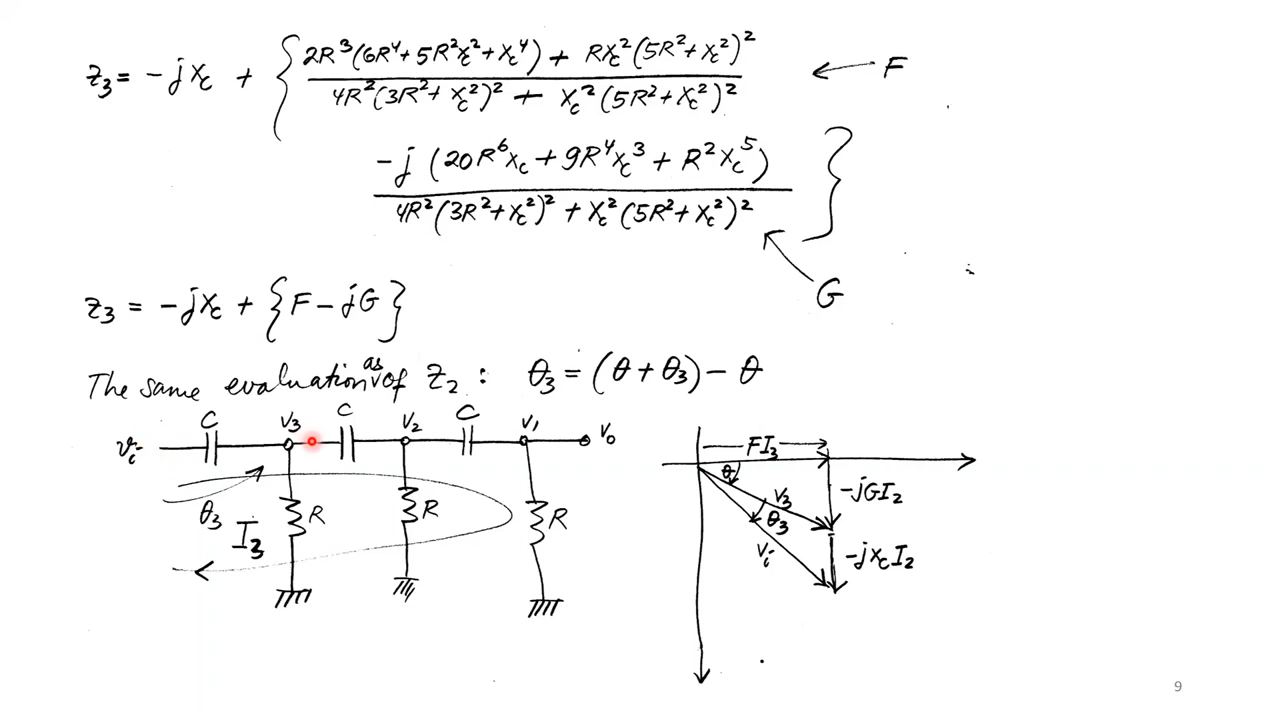 z₃ = -jXc + { 2R³(6R⁴+5R²Xc²+Xc⁴) + RXc²(5R²+Xc²)² ← F
4R²(3R²+Xc²)² + Xc²(5R²+Xc²)²
-j (20R⁶Xc + 9R⁴Xc³ + R²Xc⁵) }
4R²(3R²+Xc²)² + Xc²(5R²+Xc²)²
G
z₃ = -jXc + {F-jG}
The same evaluation as of Z₂ : θ₃ = (θ+θ₃) - θ
C V₃ C V₂ C V₁ V₀
vᵢ
θ₃ I₃ R R R
FI₃
θ V₃ -jGI₂
θ₃
Vᵢ -jXcI₂
9